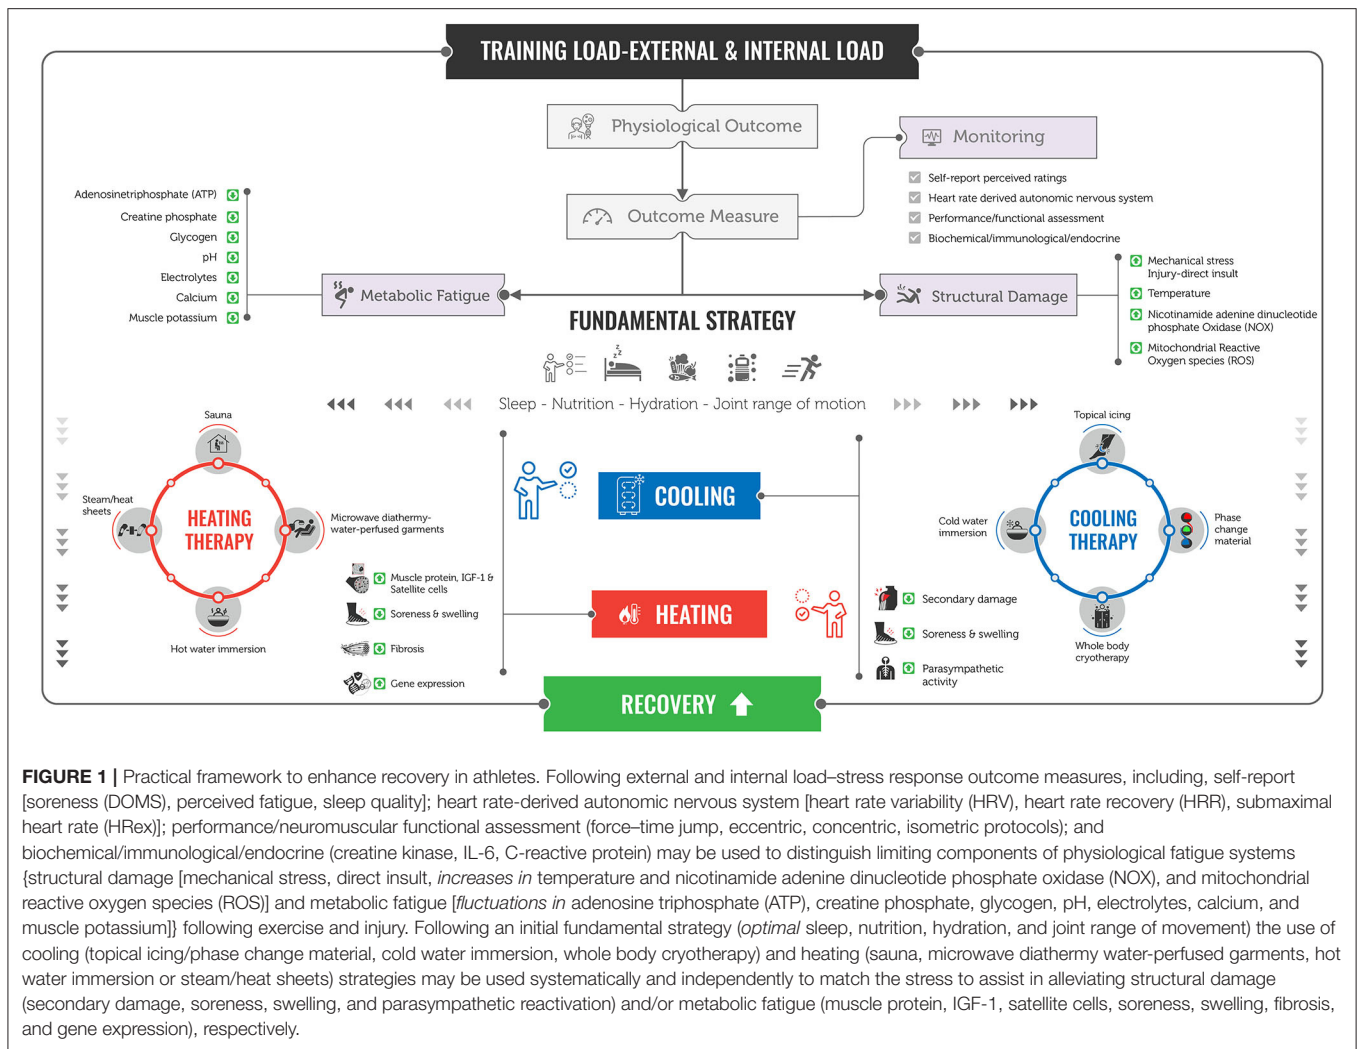 TRAINING LOAD-EXTERNAL & INTERNAL LOAD
Physiological Outcome
Monitoring
Self-report perceived ratings
Heart rate derived autonomic nervous system
Performance/functional assessment
Biochemical/immunological/endocrine
Outcome Measure
Adenosinetriphosphate (ATP)
Creatine phosphate
Glycogen
pH
Electrolytes
Calcium
Muscle potassium
Metabolic Fatigue
Structural Damage
Mechanical stress
Injury-direct insult
Temperature
Nicotinamide adenine dinucleotide
phosphate Oxidase (NOX)
Mitochondrial Reactive
Oxygen species (ROS)
FUNDAMENTAL STRATEGY
z z z
Sleep - Nutrition - Hydration - Joint range of motion
Sauna
Steam/heat
sheets
HEATING
THERAPY
Microwave diathermy-
water-perfused garments
Hot water immersion
COOLING
HEATING
Muscle protein, IGF-1 &
Satellite cells
Soreness & swelling
Fibrosis
Gene expression
Secondary damage
Soreness & swelling
Parasympathetic
activity
Topical icing
Cold water
immersion
COOLING
THERAPY
Phase
change
material
Whole body
cryotherapy
RECOVERY
FIGURE 1 | Practical framework to enhance recovery in athletes. Following external and internal load–stress response outcome measures, including, self-report
[soreness (DOMS), perceived fatigue, sleep quality]; heart rate-derived autonomic nervous system [heart rate variability (HRV), heart rate recovery (HRR), submaximal
heart rate (HRex)]; performance/neuromuscular functional assessment (force–time jump, eccentric, concentric, isometric protocols); and
biochemical/immunological/endocrine (creatine kinase, IL-6, C-reactive protein) may be used to distinguish limiting components of physiological fatigue systems
{structural damage [mechanical stress, direct insult, increases in temperature and nicotinamide adenine dinucleotide phosphate oxidase (NOX), and mitochondrial
reactive oxygen species (ROS)] and metabolic fatigue [fluctuations in adenosine triphosphate (ATP), creatine phosphate, glycogen, pH, electrolytes, calcium, and
muscle potassium]} following exercise and injury. Following an initial fundamental strategy (optimal sleep, nutrition, hydration, and joint range of movement) the use of
cooling (topical icing/phase change material, cold water immersion, whole body cryotherapy) and heating (sauna, microwave diathermy water-perfused garments, hot
water immersion or steam/heat sheets) strategies may be used systematically and independently to match the stress to assist in alleviating structural damage
(secondary damage, soreness, swelling, and parasympathetic reactivation) and/or metabolic fatigue (muscle protein, IGF-1, satellite cells, soreness, swelling, fibrosis,
and gene expression), respectively.